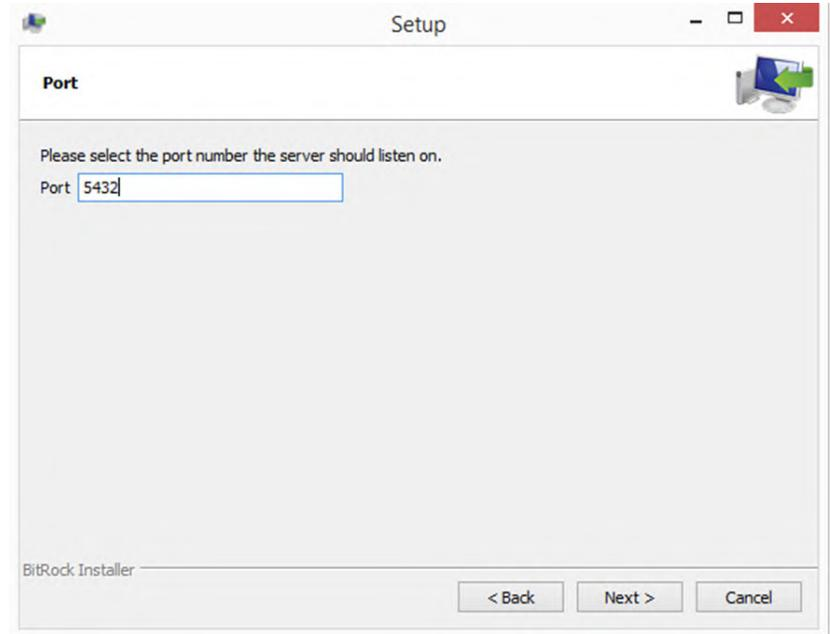 Setup
Port
Please select the port number the server should listen on.
Port 5432
BitRock Installer
< Back Next > Cancel